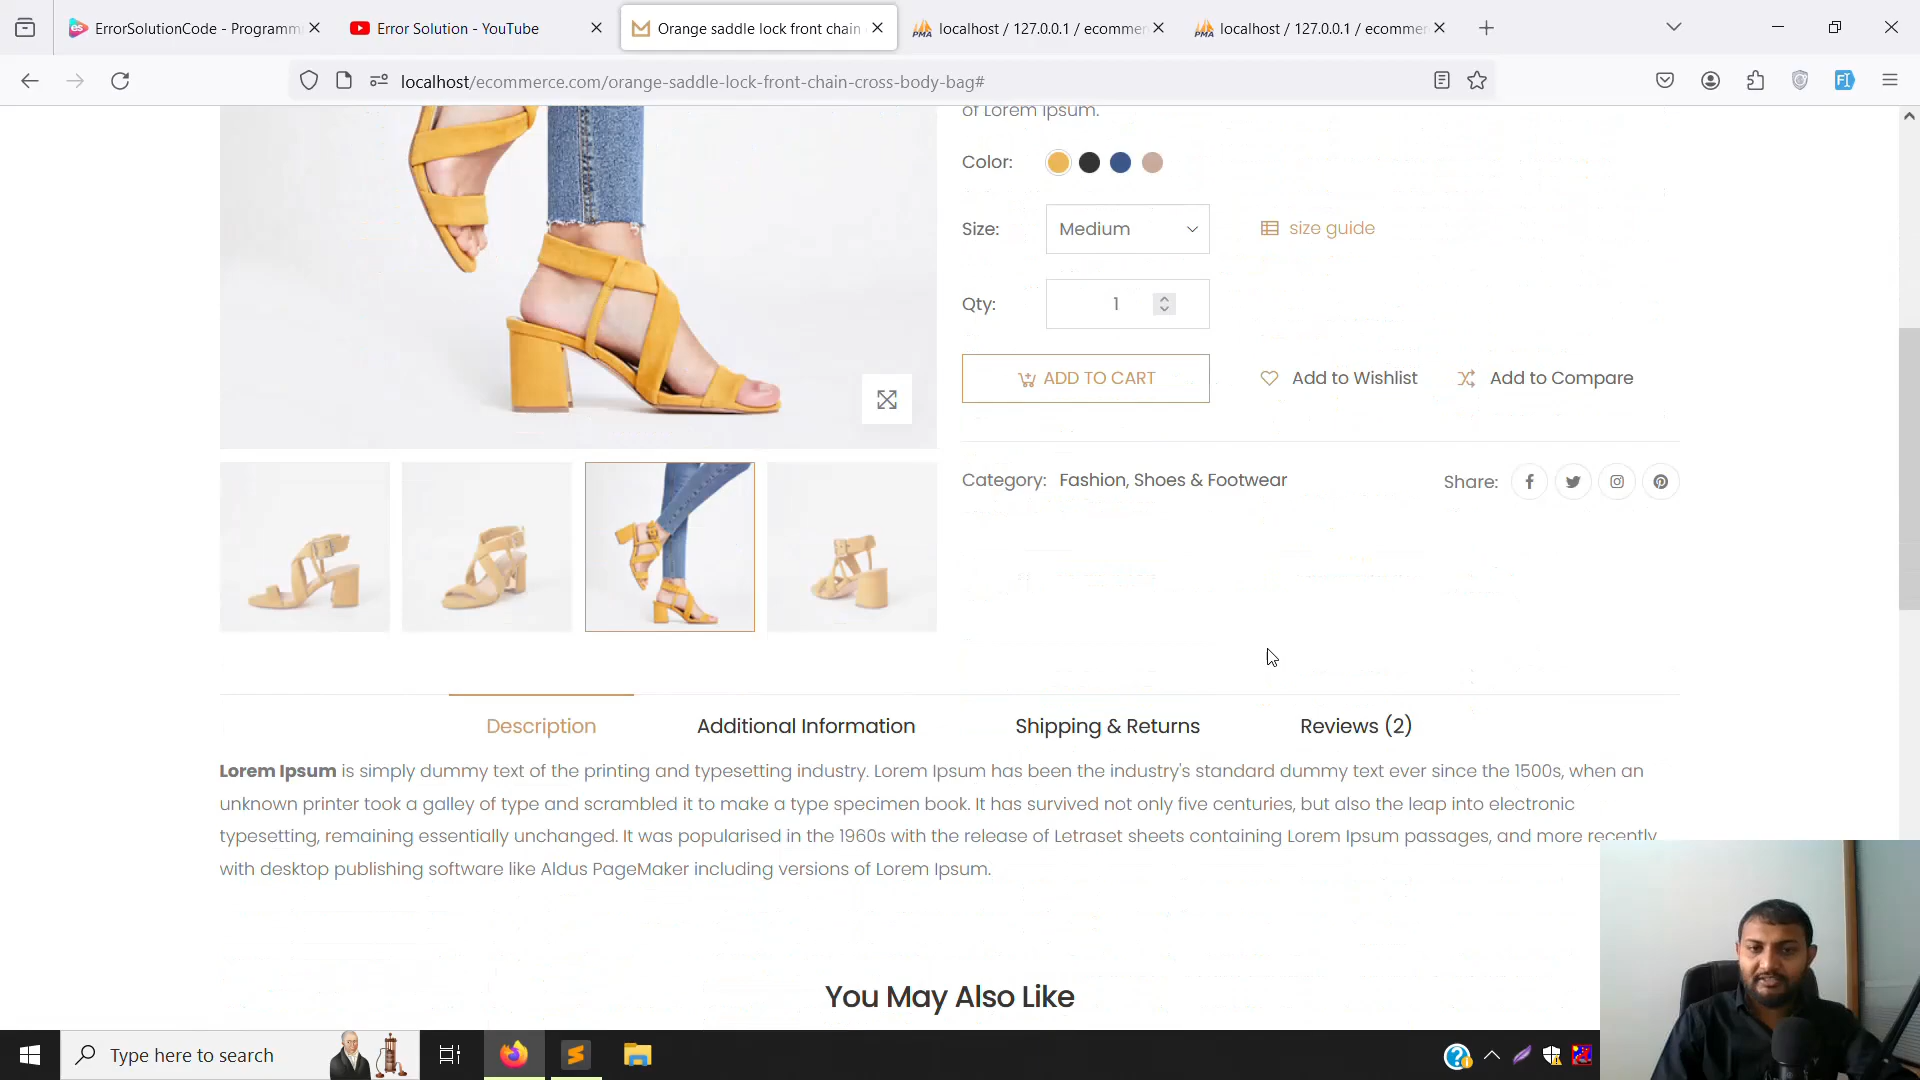 ErrorSolutionCode - Programm
Error Solution - YouTube
Orange saddle lock front chain
localhost / 127.0.0.1 / ecommer
localhost / 127.0.0.1 / ecommer
localhost/ecommerce.com/orange-saddle-lock-front-chain-cross-body-bag#
of Lorem Ipsum.
Color:
Size: Medium size guide
Qty: 1
ADD TO CART Add to Wishlist Add to Compare
Category: Fashion, Shoes & Footwear Share:
Description Additional Information Shipping & Returns Reviews (2)
Lorem Ipsum is simply dummy text of the printing and typesetting industry. Lorem Ipsum has been the industry's standard dummy text ever since the 1500s, when an
unknown printer took a galley of type and scrambled it to make a type specimen book. It has survived not only five centuries, but also the leap into electronic
typesetting, remaining essentially unchanged. It was popularised in the 1960s with the release of Letraset sheets containing Lorem Ipsum passages, and more recently
with desktop publishing software like Aldus PageMaker including versions of Lorem Ipsum.
You May Also Like
Type here to search